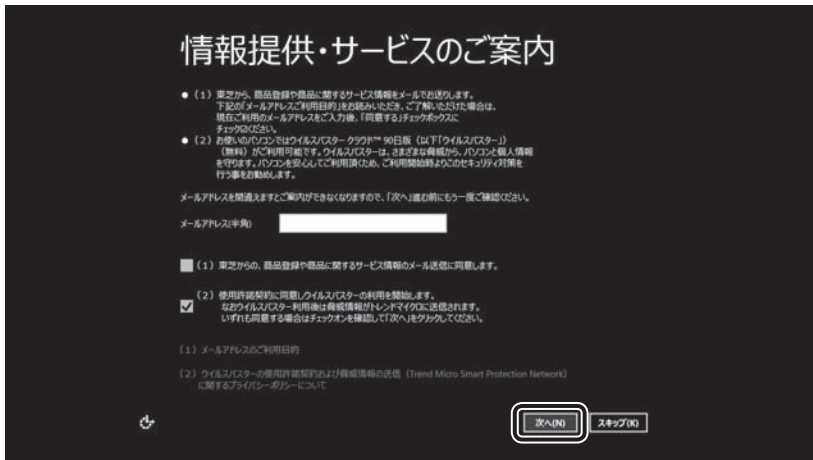 情報提供・サービスのご案内
● （1）東芝から、商品登録や商品に関するサービス情報をメールでお送りします。
下記の「メールアドレスご利用目的」をお読みいただき、ご了解いただけた場合は、
現在ご利用のメールアドレスをご入力後、「同意する」チェックボックスに
チェックください。
● （2）お使いのパソコンではウイルスバスター クラウド™ 90日版（以下「ウイルスバスター」）
（無料）がご利用可能です。ウイルスバスターは、さまざまな脅威から、パソコンと個人情報
を守ります。パソコンを安心してご利用頂くため、ご利用開始時よりこのセキュリティ対策を
行う事をお勧めします。
メールアドレスを間違えますとご案内ができなくなりますので、「次へ」進む前にもう一度ご確認ください。
メールアドレス(半角)
（1）東芝からの、商品登録や商品に関するサービス情報のメール送信に同意します。
（2）使用許諾契約に同意しウイルスバスターの利用を開始します。
なおウイルスバスター利用後は脅威情報がトレンドマイクロに送信されます。
いずれも同意する場合はチェックオンを確認して「次へ」をクリックしてください。
（1）メールアドレスのご利用目的
（2）ウイルスバスターの使用許諾契約および脅威情報の送信（Trend Micro Smart Protection Network）
に関するプライバシーポリシーについて
次へ(N) スキップ(K)